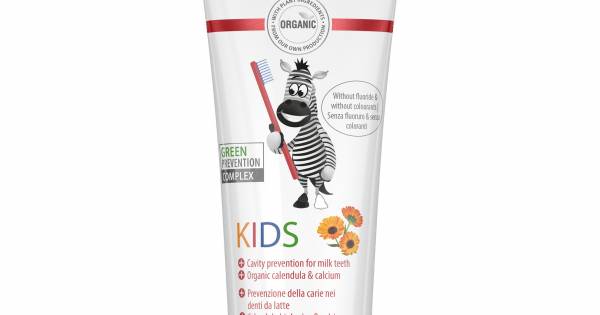 WITH PLANT INGREDIENTS
ORGANIC
FROM OUR OWN PRODUCTION
Without fluoride &
without colourants
Senza fluoruro & senza
coloranti
GREEN
PREVENTION
COMPLEX
KIDS
Cavity prevention for milk teeth
Organic calendula & calcium
Prevenzione della carie nei
denti da latte